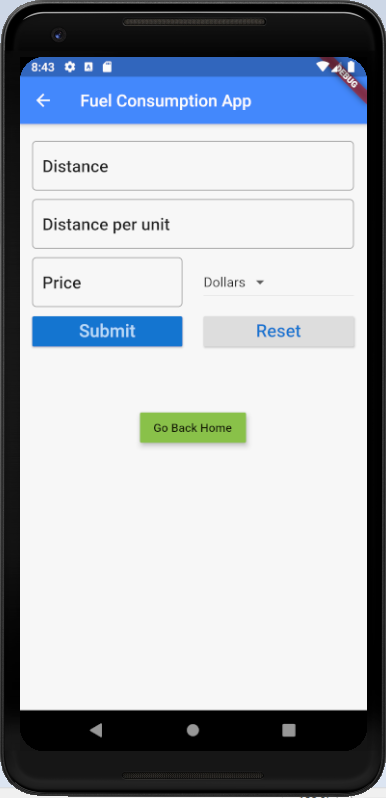 8:43
DEBUG
Fuel Consumption App
Distance
Distance per unit
Price
Dollars
Submit
Reset
Go Back Home